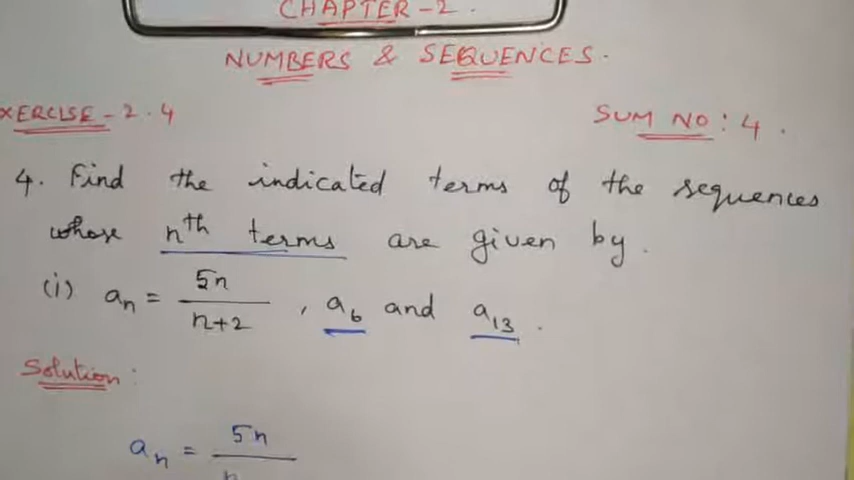 CHAPTER - 2.
NUMBERS & SEQUENCES.
XERCISE - 2.4
SUM NO : 4.
4. Find the indicated terms of the sequences
whose nth terms are given by.
(i) an = 5n / n+2 , a6 and a13.
Solution:
an = 5n / n